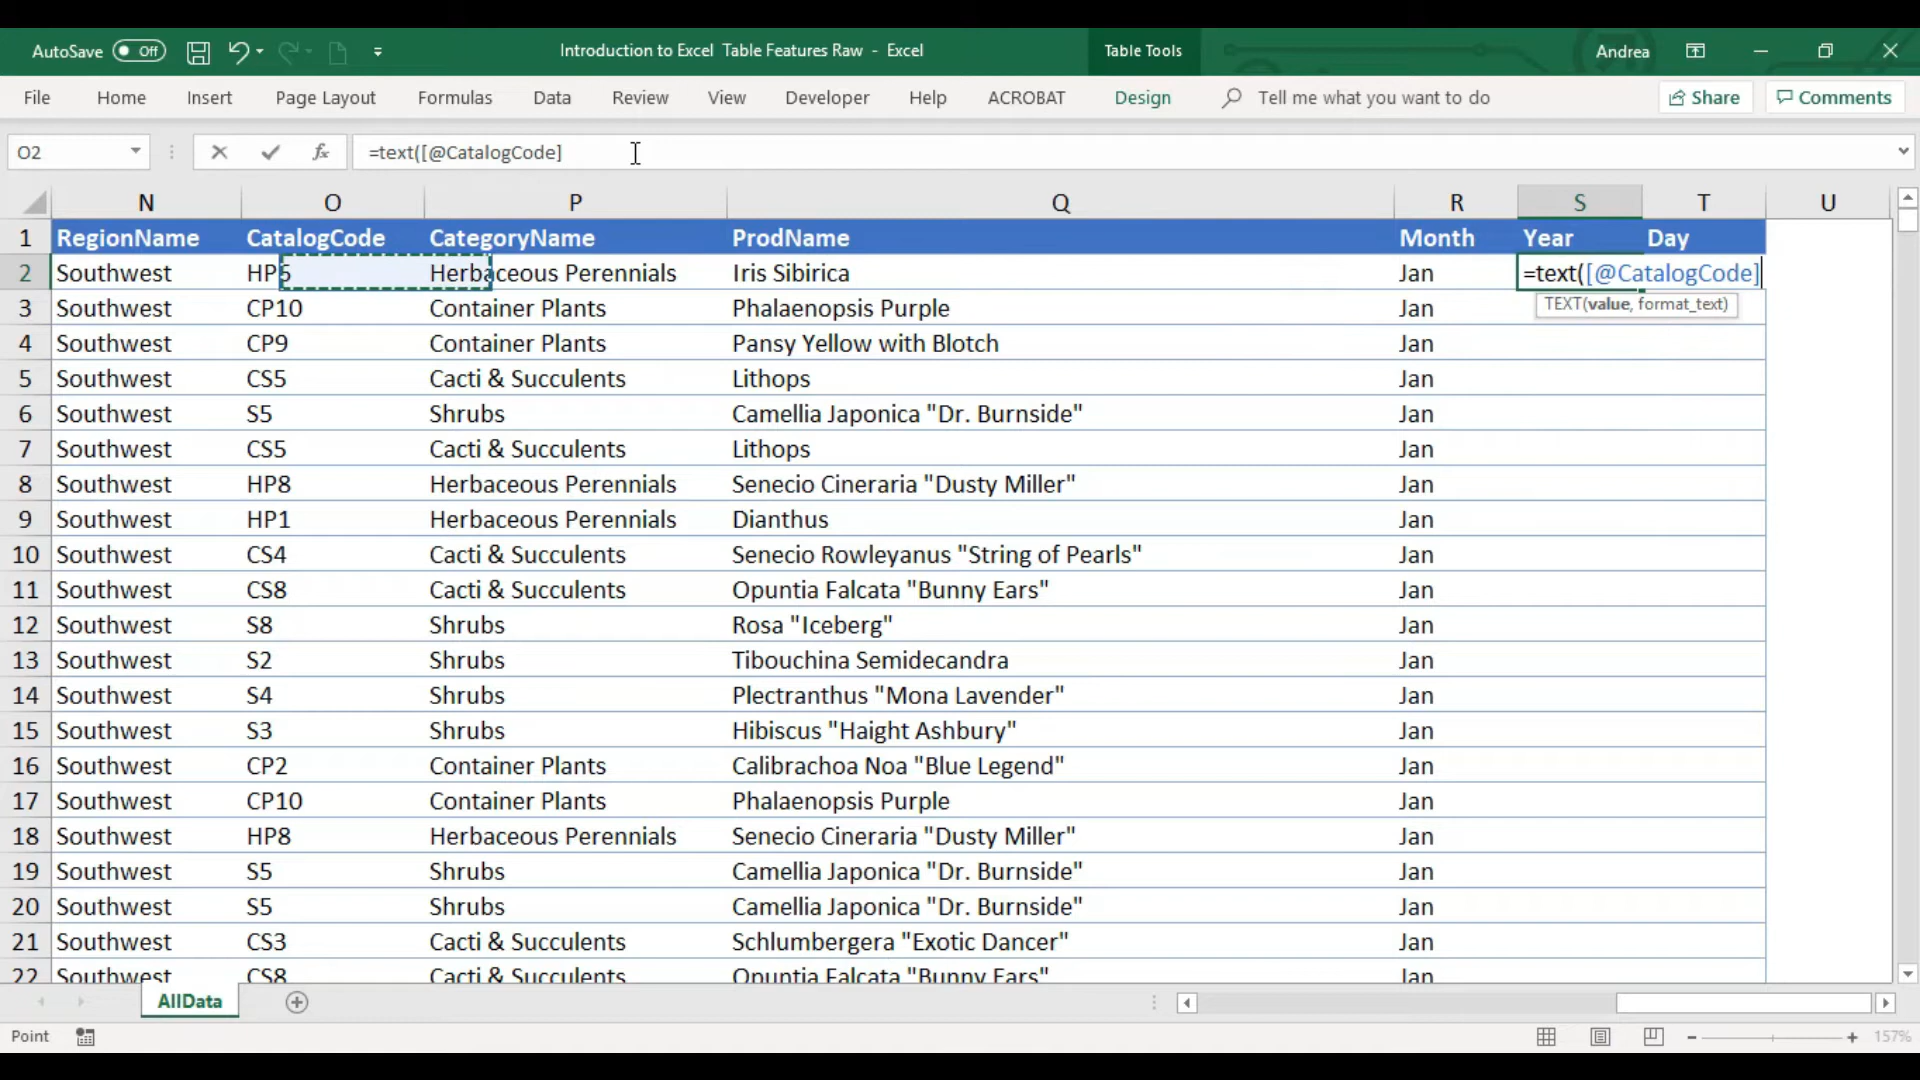 AutoSave Off Introduction to Excel Table Features Raw - Excel Table Tools Andrea
File Home Insert Page Layout Formulas Data Review View Developer Help ACROBAT Design Tell me what you want to do Share Comments
O2 fx =text([@CatalogCode]
N O P Q R S T U
1 RegionName CatalogCode CategoryName ProdName Month Year Day
2 Southwest HP5 Herbaceous Perennials Iris Sibirica Jan =text([@CatalogCode]
TEXT(value, format_text)
3 Southwest CP10 Container Plants Phalaenopsis Purple Jan
4 Southwest CP9 Container Plants Pansy Yellow with Blotch Jan
5 Southwest CS5 Cacti & Succulents Lithops Jan
6 Southwest S5 Shrubs Camellia Japonica "Dr. Burnside" Jan
7 Southwest CS5 Cacti & Succulents Lithops Jan
8 Southwest HP8 Herbaceous Perennials Senecio Cineraria "Dusty Miller" Jan
9 Southwest HP1 Herbaceous Perennials Dianthus Jan
10 Southwest CS4 Cacti & Succulents Senecio Rowleyanus "String of Pearls" Jan
11 Southwest CS8 Cacti & Succulents Opuntia Falcata "Bunny Ears" Jan
12 Southwest S8 Shrubs Rosa "Iceberg" Jan
13 Southwest S2 Shrubs Tibouchina Semidecandra Jan
14 Southwest S4 Shrubs Plectranthus "Mona Lavender" Jan
15 Southwest S3 Shrubs Hibiscus "Haight Ashbury" Jan
16 Southwest CP2 Container Plants Calibrachoa Noa "Blue Legend" Jan
17 Southwest CP10 Container Plants Phalaenopsis Purple Jan
18 Southwest HP8 Herbaceous Perennials Senecio Cineraria "Dusty Miller" Jan
19 Southwest S5 Shrubs Camellia Japonica "Dr. Burnside" Jan
20 Southwest S5 Shrubs Camellia Japonica "Dr. Burnside" Jan
21 Southwest CS3 Cacti & Succulents Schlumbergera "Exotic Dancer" Jan
22 Southwest CS8 Cacti & Succulents Opuntia Falcata "Bunny Ears" Jan
AllData
Point 157%